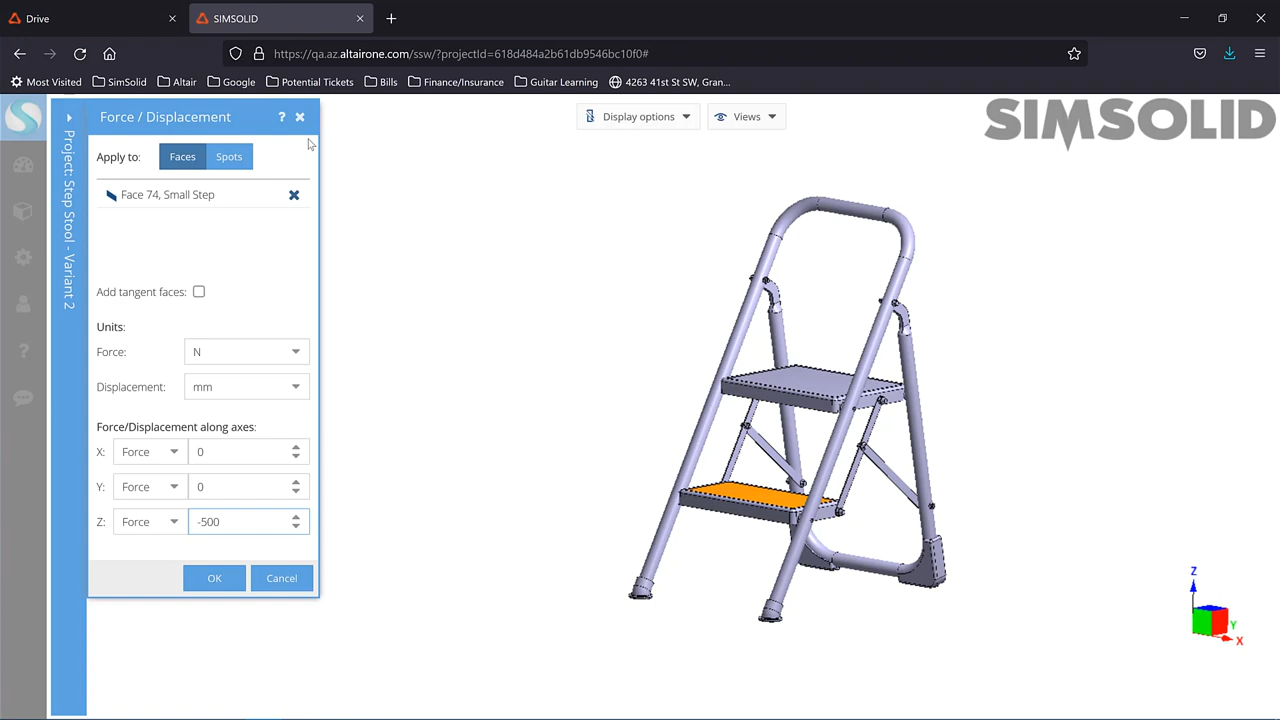 Drive
SIMSOLID
https://qa.az.altairone.com/ssw/?projectId=618d484a2b61db9546bc10f0#
Most Visited SimSolid Altair Google Potential Tickets Bills Finance/Insurance Guitar Learning 4263 41st St SW, Gran...
Project: Step Stool - Variant 2
Force / Displacement ?
Apply to: Faces Spots
Face 74, Small Step
Add tangent faces:
Units:
Force: N
Displacement: mm
Force/Displacement along axes:
X: Force 0
Y: Force 0
Z: Force -500
OK Cancel
Display options Views
SIMSOLID
Z
Y
X